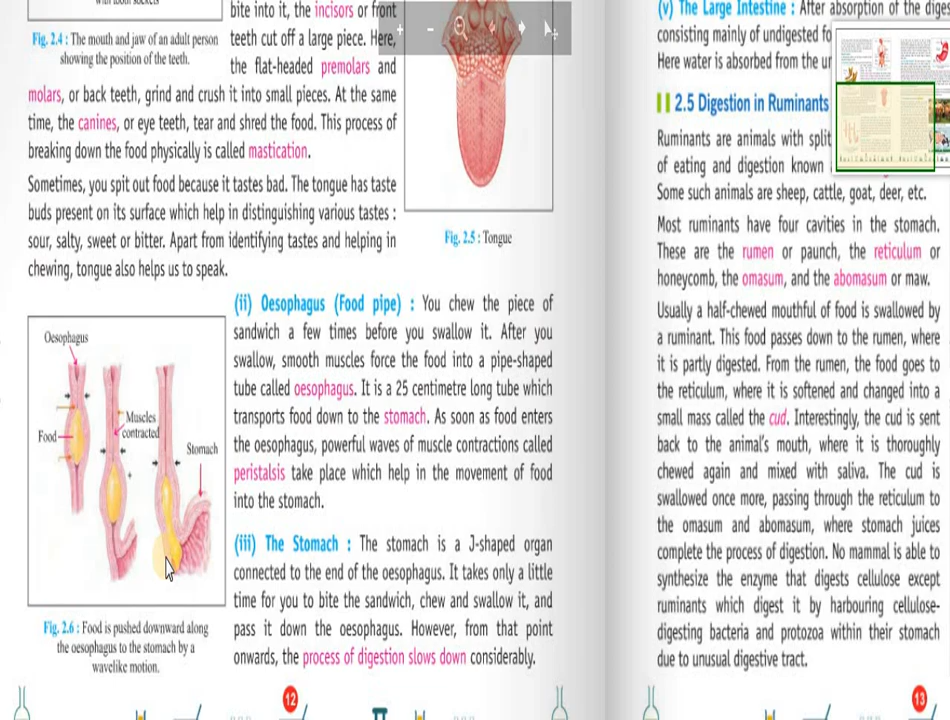 bite into it, the incisors or front
teeth cut off a large piece. Here,
the flat-headed premolars and
molars, or back teeth, grind and crush it into small pieces. At the same
time, the canines, or eye teeth, tear and shred the food. This process of
breaking down the food physically is called mastication.
Fig. 2.4 : The mouth and jaw of an adult person
showing the position of the teeth.
Sometimes, you spit out food because it tastes bad. The tongue has taste
buds present on its surface which help in distinguishing various tastes :
sour, salty, sweet or bitter. Apart from identifying tastes and helping in
chewing, tongue also helps us to speak.
Fig. 2.5 : Tongue
(ii) Oesophagus (Food pipe) : You chew the piece of
sandwich a few times before you swallow it. After you
swallow, smooth muscles force the food into a pipe-shaped
tube called oesophagus. It is a 25 centimetre long tube which
transports food down to the stomach. As soon as food enters
the oesophagus, powerful waves of muscle contractions called
peristalsis take place which help in the movement of food
into the stomach.
Oesophagus
Food
Muscles
contracted
Stomach
Fig. 2.6 : Food is pushed downward along
the oesophagus to the stomach by a
wavelike motion.
(iii) The Stomach : The stomach is a J-shaped organ
connected to the end of the oesophagus. It takes only a little
time for you to bite the sandwich, chew and swallow it, and
pass it down the oesophagus. However, from that point
onwards, the process of digestion slows down considerably.
12
(v) The Large Intestine : After absorption of the diges
consisting mainly of undigested fo
Here water is absorbed from the un
2.5 Digestion in Ruminants
Ruminants are animals with split
of eating and digestion known
Some such animals are sheep, cattle, goat, deer, etc.
Most ruminants have four cavities in the stomach.
These are the rumen or paunch, the reticulum or
honeycomb, the omasum, and the abomasum or maw.
Usually a half-chewed mouthful of food is swallowed by
a ruminant. This food passes down to the rumen, where
it is partly digested. From the rumen, the food goes to
the reticulum, where it is softened and changed into a
small mass called the cud. Interestingly, the cud is sent
back to the animal's mouth, where it is thoroughly
chewed again and mixed with saliva. The cud is
swallowed once more, passing through the reticulum to
the omasum and abomasum, where stomach juices
complete the process of digestion. No mammal is able to
synthesize the enzyme that digests cellulose except
ruminants which digest it by harbouring cellulose-
digesting bacteria and protozoa within their stomach
due to unusual digestive tract.
13